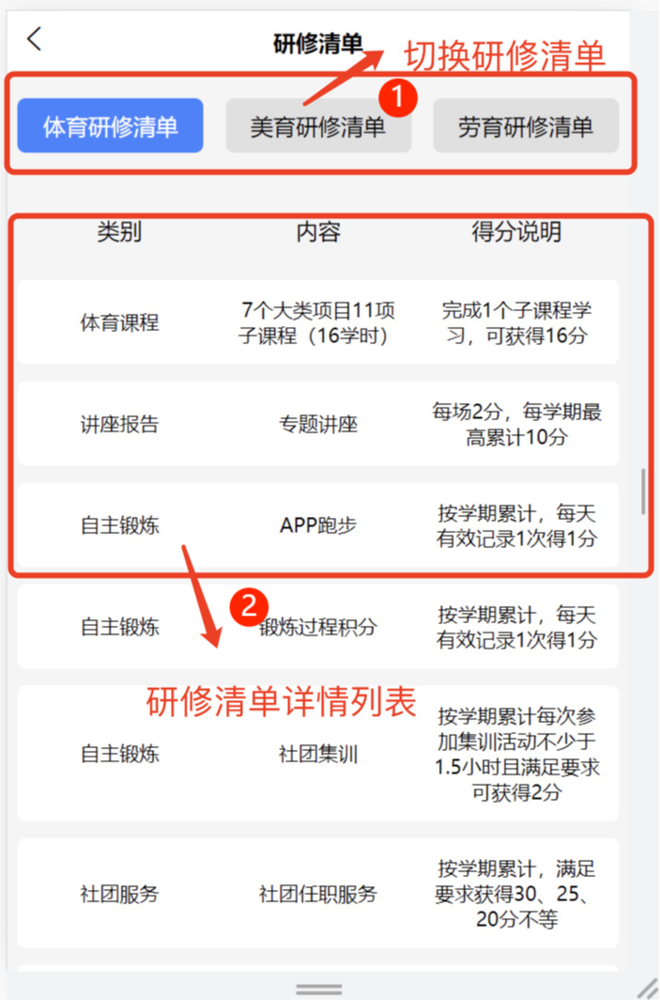 研修清单
切换研修清单
1
体育研修清单 美育研修清单 劳育研修清单
类别 内容 得分说明
体育课程
7个大类项目11项
子课程（16学时）
完成1个子课程学
习，可获得16分
讲座报告
专题讲座
每场2分，每学期最
高累计10分
自主锻炼
APP跑步
按学期累计，每天
有效记录1次得1分
2
自主锻炼
锻炼过程积分
按学期累计，每天
有效记录1次得1分
研修清单详情列表
自主锻炼
社团集训
按学期累计每次参
加集训活动不少于
1.5小时且满足要求
可获得2分
社团服务
社团任职服务
按学期累计，满足
要求获得30、25、
20分不等